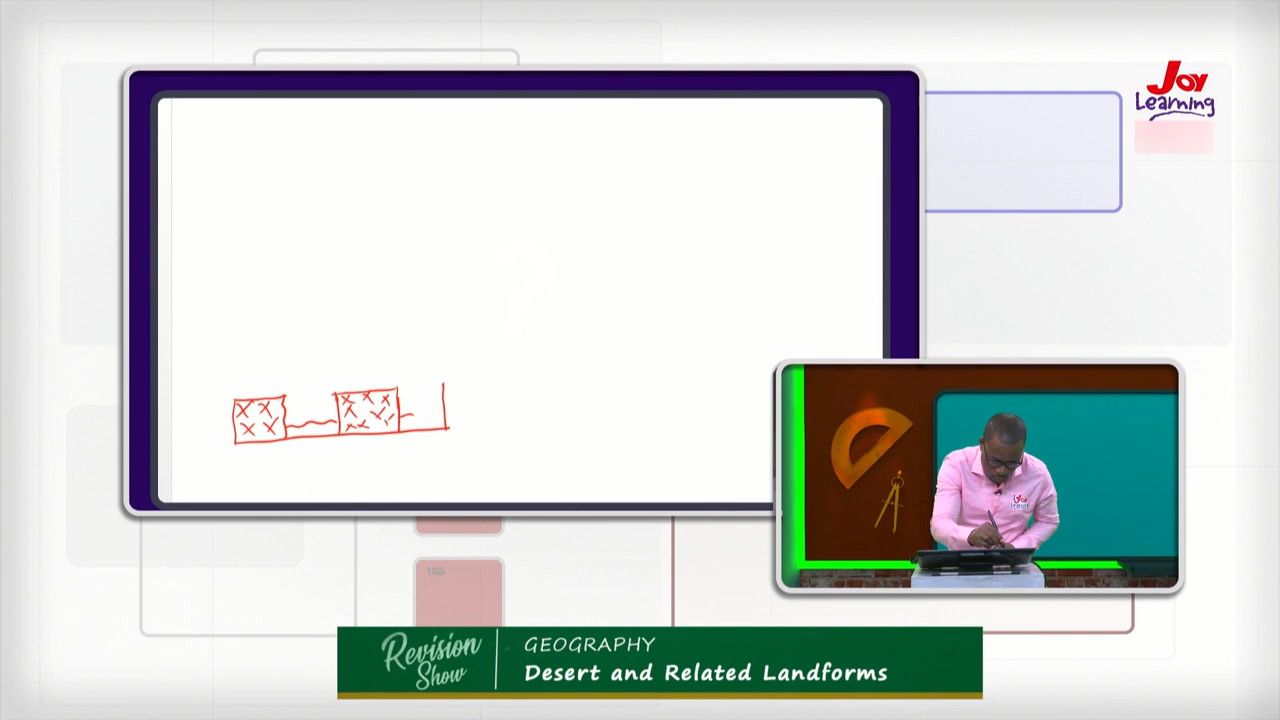 Joy
Learning
Revision
Show
GEOGRAPHY
Desert and Related Landforms